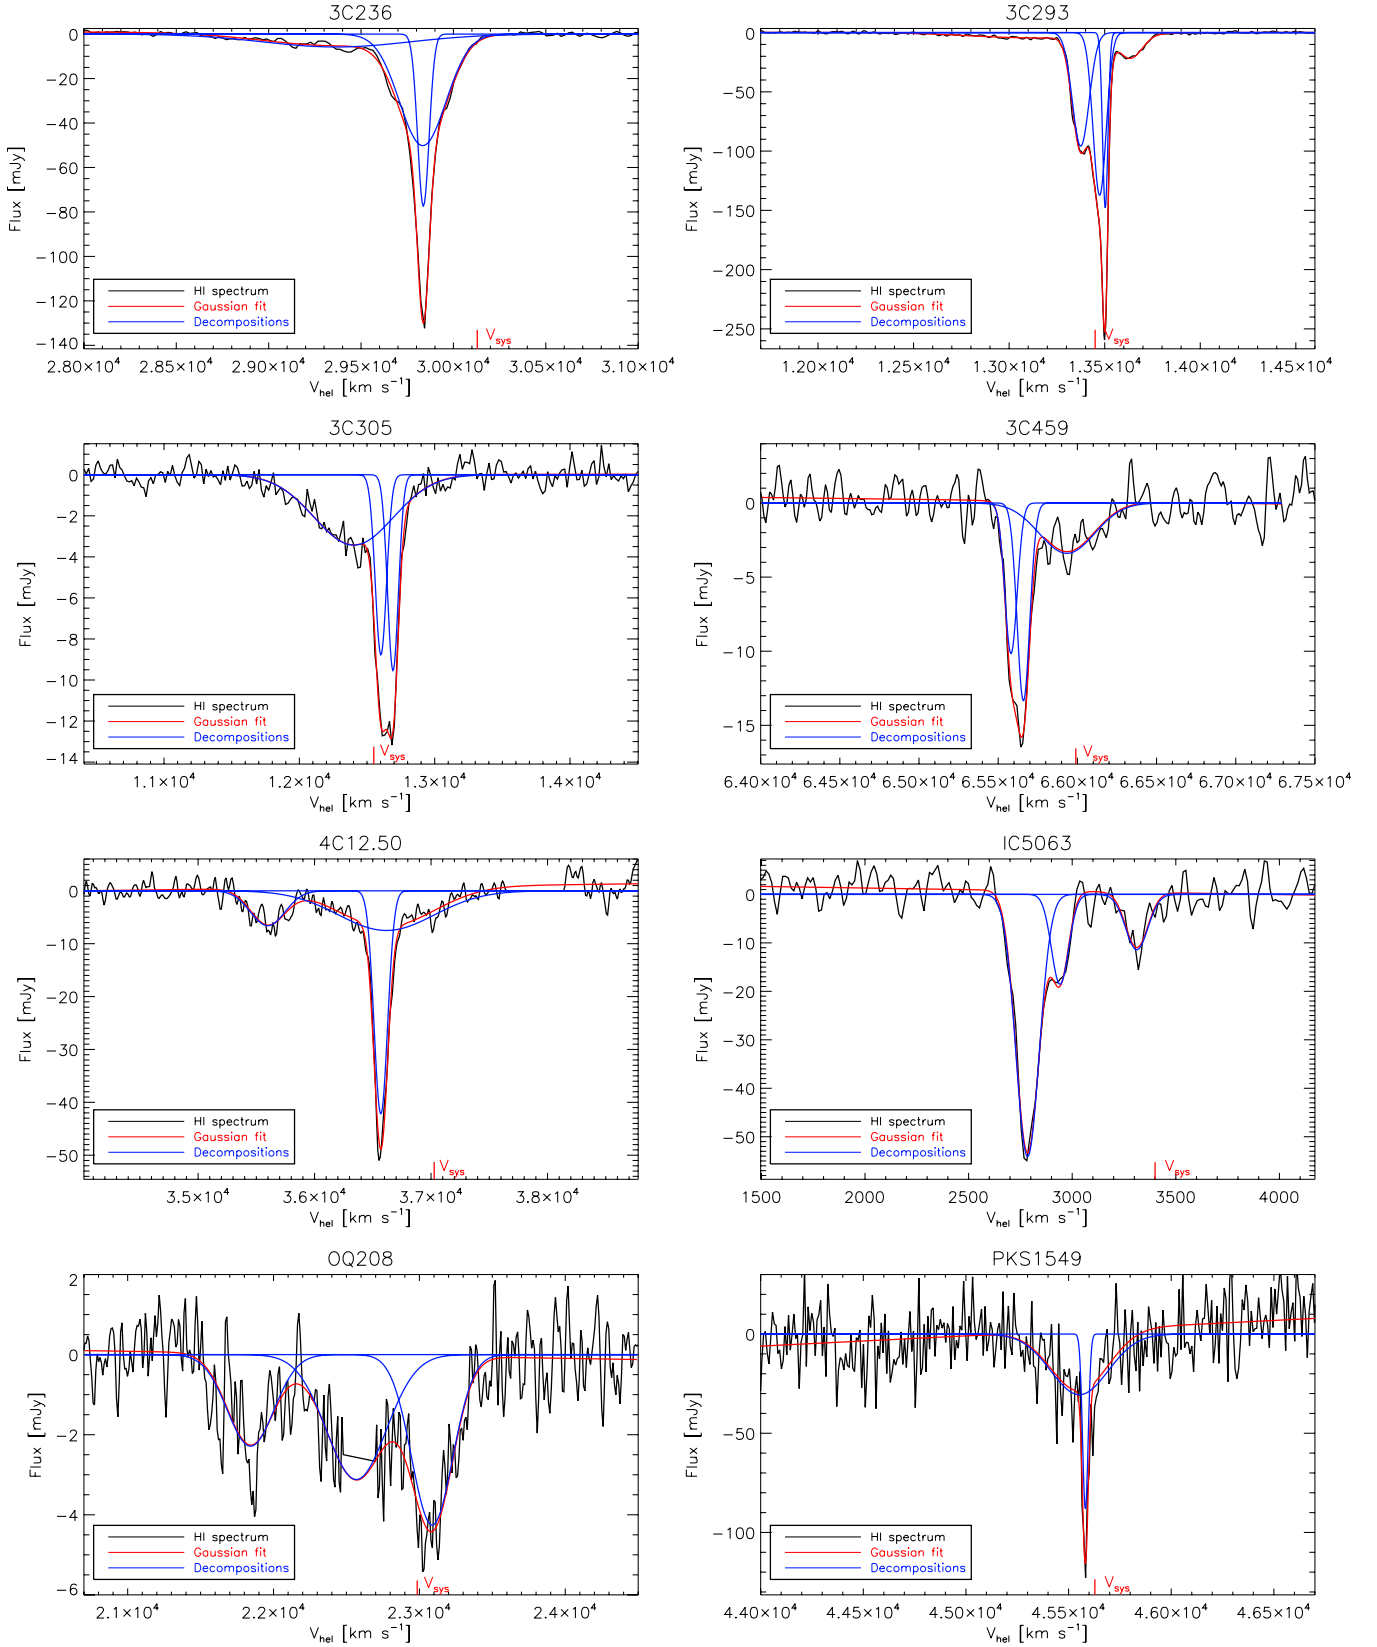 3C236
Flux [mJy]
0
−20
−40
−60
−80
−100
−120
−140
HI spectrum
Gaussian fit
Decompositions
Vsys
2.80×10⁴ 2.85×10⁴ 2.90×10⁴ 2.95×10⁴ 3.00×10⁴ 3.05×10⁴ 3.10×10⁴
Vhel [km s⁻¹]
3C293
Flux [mJy]
0
−50
−100
−150
−200
−250
HI spectrum
Gaussian fit
Decompositions
Vsys
1.20×10⁴ 1.25×10⁴ 1.30×10⁴ 1.35×10⁴ 1.40×10⁴ 1.45×10⁴
Vhel [km s⁻¹]
3C305
Flux [mJy]
0
−2
−4
−6
−8
−10
−12
−14
HI spectrum
Gaussian fit
Decompositions
Vsys
1.1×10⁴ 1.2×10⁴ 1.3×10⁴ 1.4×10⁴
Vhel [km s⁻¹]
3C459
Flux [mJy]
0
−5
−10
−15
HI spectrum
Gaussian fit
Decompositions
Vsys
6.40×10⁴ 6.45×10⁴ 6.50×10⁴ 6.55×10⁴ 6.60×10⁴ 6.65×10⁴ 6.70×10⁴ 6.75×10⁴
Vhel [km s⁻¹]
4C12.50
Flux [mJy]
0
−10
−20
−30
−40
−50
HI spectrum
Gaussian fit
Decompositions
Vsys
3.5×10⁴ 3.6×10⁴ 3.7×10⁴ 3.8×10⁴
Vhel [km s⁻¹]
IC5063
Flux [mJy]
0
−10
−20
−30
−40
−50
HI spectrum
Gaussian fit
Decompositions
Vsys
1500 2000 2500 3000 3500 4000
Vhel [km s⁻¹]
OQ208
Flux [mJy]
2
0
−2
−4
−6
HI spectrum
Gaussian fit
Decompositions
Vsys
2.1×10⁴ 2.2×10⁴ 2.3×10⁴ 2.4×10⁴
Vhel [km s⁻¹]
PKS1549
Flux [mJy]
0
−50
−100
HI spectrum
Gaussian fit
Decompositions
Vsys
4.40×10⁴ 4.45×10⁴ 4.50×10⁴ 4.55×10⁴ 4.60×10⁴ 4.65×10⁴
Vhel [km s⁻¹]